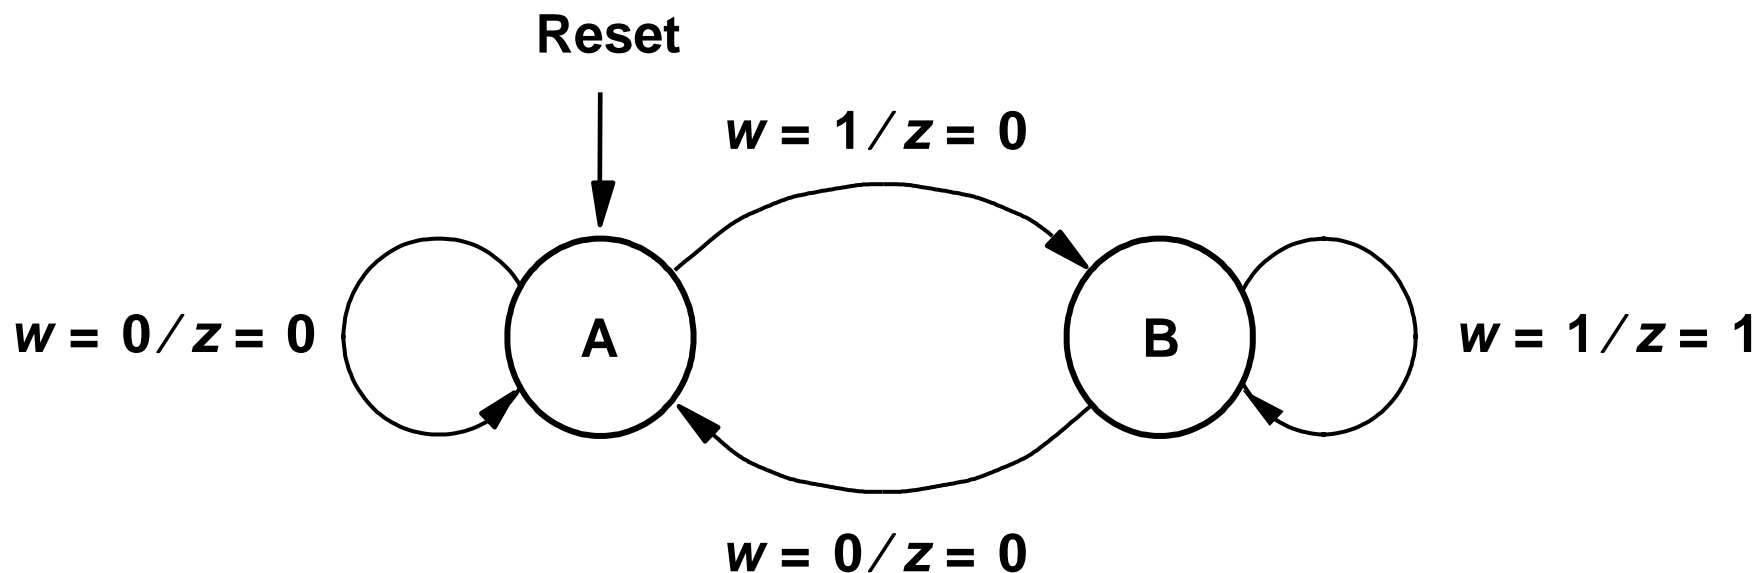 Reset
w = 1 / z = 0
w = 0 / z = 0
A
B
w = 1 / z = 1
w = 0 / z = 0